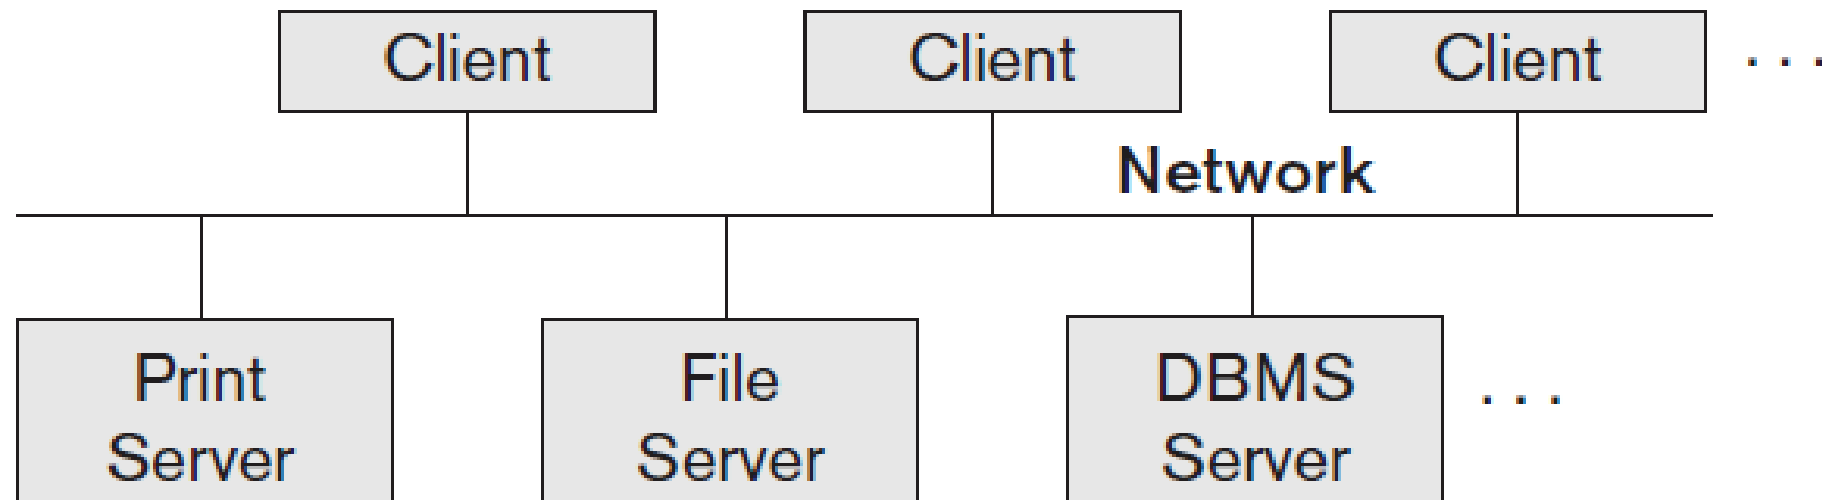 Client
Client
Client
. . .
Network
Print
Server
File
Server
DBMS
Server
. . .